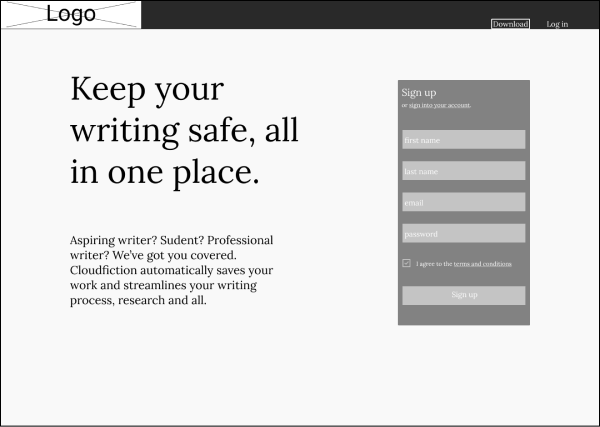 Logo
Download
Log in
Keep your
writing safe, all
in one place.
Aspiring writer? Sudent? Professional
writer? We've got you covered.
Cloudfiction automatically saves your
work and streamlines your writing
process, research and all.
Sign up
or sign into your account.
first name
last name
email
password
I agree to the terms and conditions
Sign up